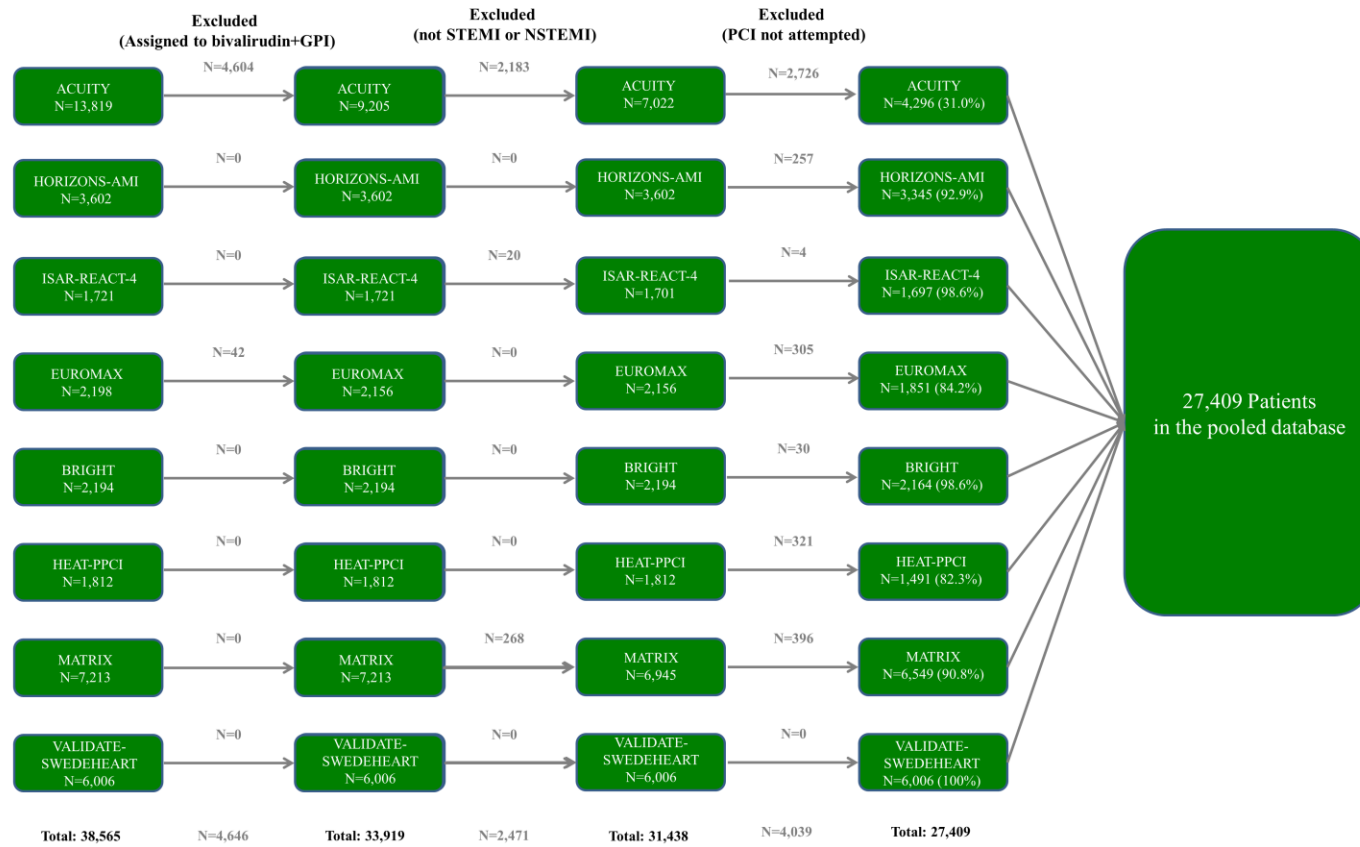 Excluded
(Assigned to bivalirudin+GPI)
Excluded
(not STEMI or NSTEMI)
Excluded
(PCI not attempted)
ACUITY
N=13,819
N=4,604
ACUITY
N=9,205
N=2,183
ACUITY
N=7,022
N=2,726
ACUITY
N=4,296 (31.0%)
HORIZONS-AMI
N=3,602
N=0
HORIZONS-AMI
N=3,602
N=0
HORIZONS-AMI
N=3,602
N=257
HORIZONS-AMI
N=3,345 (92.9%)
ISAR-REACT-4
N=1,721
N=0
ISAR-REACT-4
N=1,721
N=20
ISAR-REACT-4
N=1,701
N=4
ISAR-REACT-4
N=1,697 (98.6%)
EUROMAX
N=2,198
N=42
EUROMAX
N=2,156
N=0
EUROMAX
N=2,156
N=305
EUROMAX
N=1,851 (84.2%)
BRIGHT
N=2,194
N=0
BRIGHT
N=2,194
N=0
BRIGHT
N=2,194
N=30
BRIGHT
N=2,164 (98.6%)
HEAT-PPCI
N=1,812
N=0
HEAT-PPCI
N=1,812
N=0
HEAT-PPCI
N=1,812
N=321
HEAT-PPCI
N=1,491 (82.3%)
MATRIX
N=7,213
N=0
MATRIX
N=7,213
N=268
MATRIX
N=6,945
N=396
MATRIX
N=6,549 (90.8%)
VALIDATE-
SWEDEHEART
N=6,006
N=0
VALIDATE-
SWEDEHEART
N=6,006
N=0
VALIDATE-
SWEDEHEART
N=6,006
N=0
VALIDATE-
SWEDEHEART
N=6,006 (100%)
27,409 Patients
in the pooled database
Total: 38,565
N=4,646
Total: 33,919
N=2,471
Total: 31,438
N=4,039
Total: 27,409